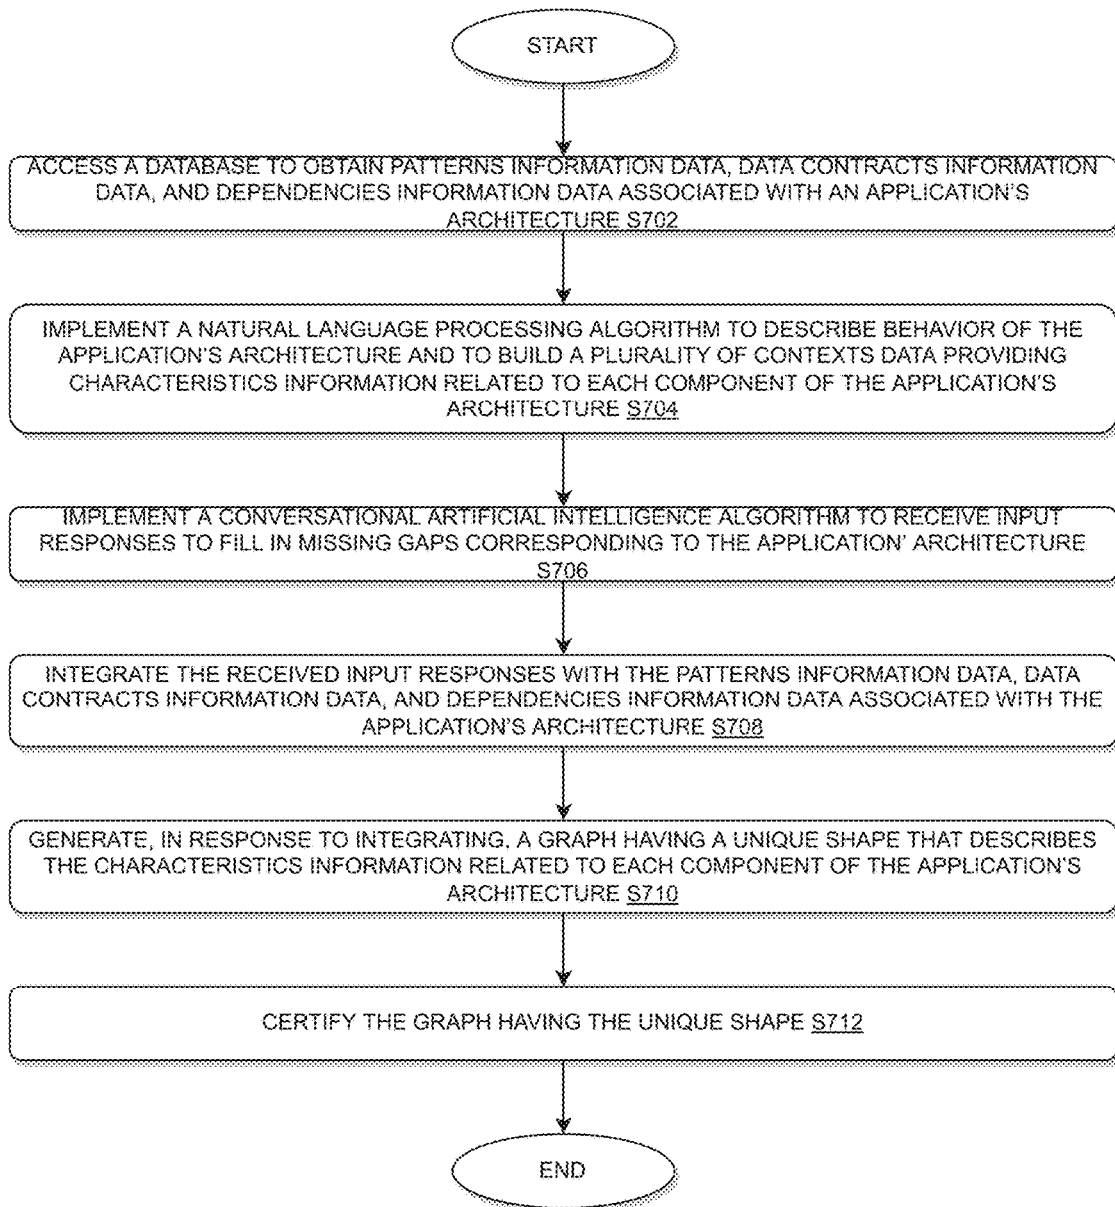 START
ACCESS A DATABASE TO OBTAIN PATTERNS INFORMATION DATA, DATA CONTRACTS INFORMATION
DATA, AND DEPENDENCIES INFORMATION DATA ASSOCIATED WITH AN APPLICATION'S
ARCHITECTURE S702
IMPLEMENT A NATURAL LANGUAGE PROCESSING ALGORITHM TO DESCRIBE BEHAVIOR OF THE
APPLICATION'S ARCHITECTURE AND TO BUILD A PLURALITY OF CONTEXTS DATA PROVIDING
CHARACTERISTICS INFORMATION RELATED TO EACH COMPONENT OF THE APPLICATION'S
ARCHITECTURE S704
IMPLEMENT A CONVERSATIONAL ARTIFICIAL INTELLIGENCE ALGORITHM TO RECEIVE INPUT
RESPONSES TO FILL IN MISSING GAPS CORRESPONDING TO THE APPLICATION' ARCHITECTURE
S706
INTEGRATE THE RECEIVED INPUT RESPONSES WITH THE PATTERNS INFORMATION DATA, DATA
CONTRACTS INFORMATION DATA, AND DEPENDENCIES INFORMATION DATA ASSOCIATED WITH THE
APPLICATION'S ARCHITECTURE S708
GENERATE, IN RESPONSE TO INTEGRATING, A GRAPH HAVING A UNIQUE SHAPE THAT DESCRIBES
THE CHARACTERISTICS INFORMATION RELATED TO EACH COMPONENT OF THE APPLICATION'S
ARCHITECTURE S710
CERTIFY THE GRAPH HAVING THE UNIQUE SHAPE S712
END